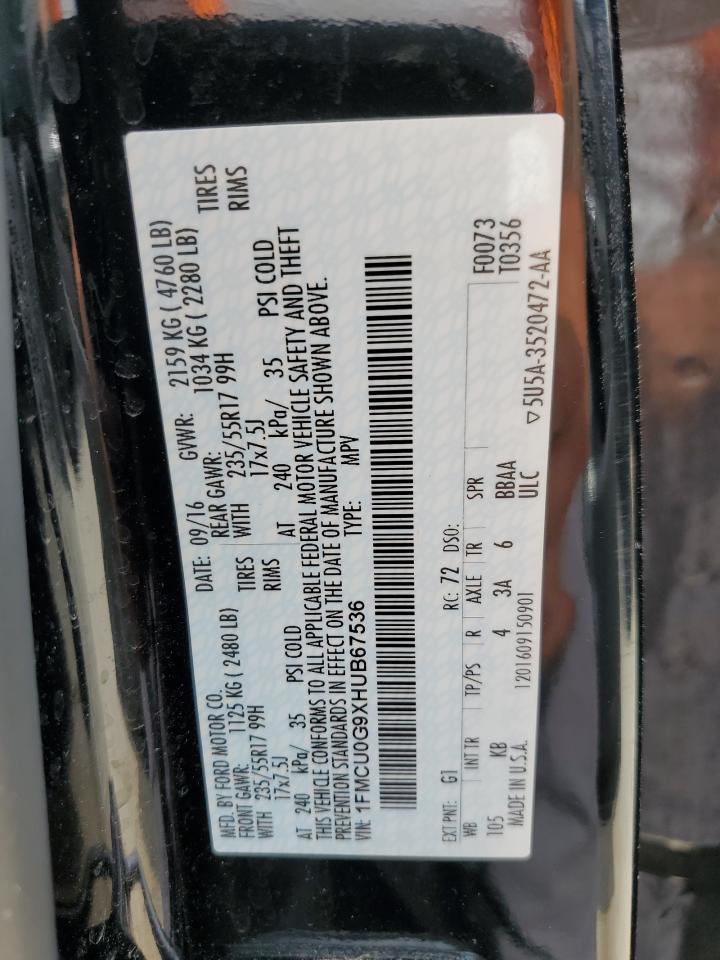 MFD. BY FORD MOTOR CO.
DATE: 09/16 GVWR: 2159 KG ( 4760 LB)
FRONT GAWR: 1125 KG ( 2480 LB) REAR GAWR: 1034 KG ( 2280 LB)
WITH 235/55R17 99H TIRES WITH 235/55R17 99H TIRES
17x7.5J RIMS 17x7.5J RIMS
AT 240 kPa/ 35 PSI COLD AT 240 kPa/ 35 PSI COLD
THIS VEHICLE CONFORMS TO ALL APPLICABLE FEDERAL MOTOR VEHICLE SAFETY AND THEFT
PREVENTION STANDARDS IN EFFECT ON THE DATE OF MANUFACTURE SHOWN ABOVE.
VIN: 1FMCU0G9XHUB67536 TYPE: MPV
EXT PNT: G1 RC: 72 DSO: F0073
WB INT TR TP/PS R AXLE TR SPR T0356
105 KB 4 3A 6 BBAA
MADE IN U.S.A. 1201609150901 ULC ▽5U5A-3520472-AA